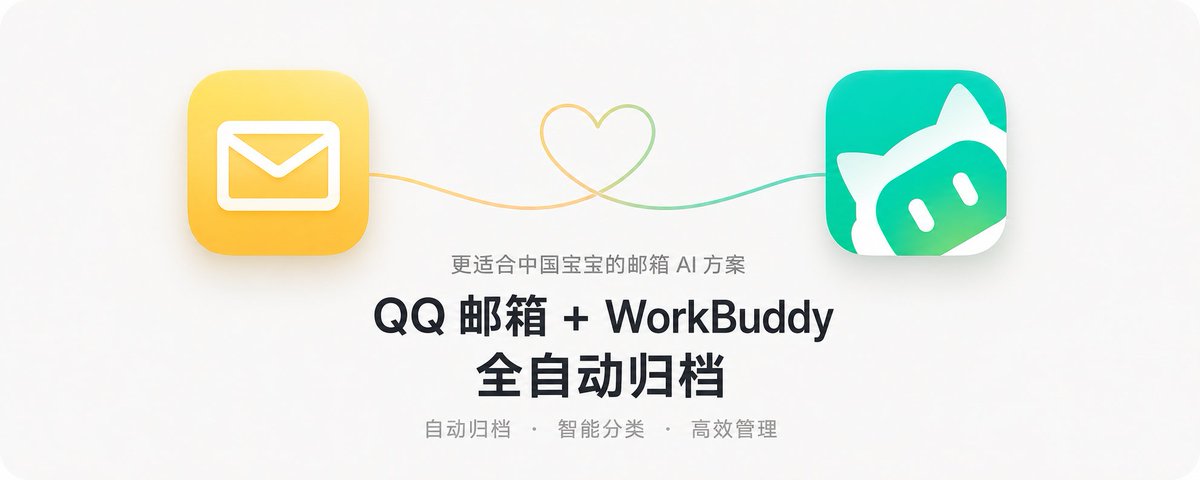 更适合中国宝宝的邮箱 AI 方案
QQ 邮箱 + WorkBuddy
全自动归档
自动归档 · 智能分类 · 高效管理